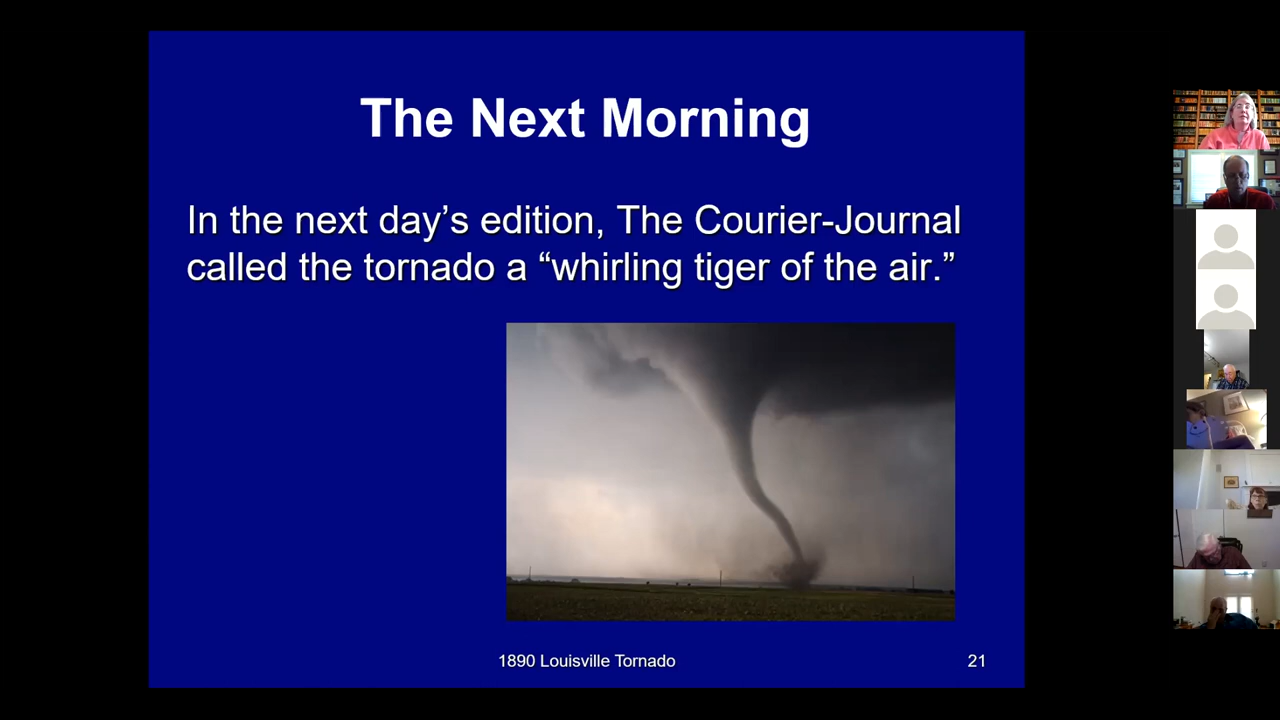 The Next Morning
In the next day’s edition, The Courier-Journal
called the tornado a “whirling tiger of the air.”
1890 Louisville Tornado
21